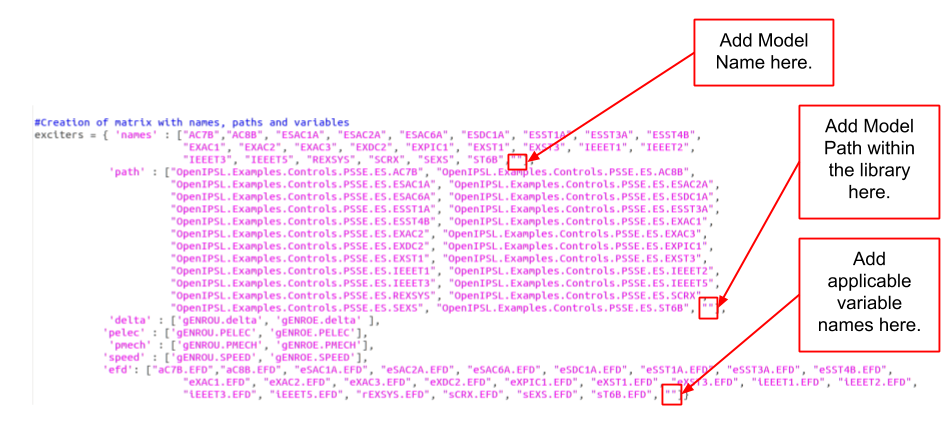 Add Model
Name here.
#Creation of matrix with names, paths and variables
exciters = { 'names' : ["AC7B","AC8B", "ESAC1A", "ESAC2A", "ESAC6A", "ESDC1A", "ESST1A", "ESST3A", "ESST4B",
"EXAC1", "EXAC2", "EXAC3", "EXDC2", "EXPIC1", "EXST1", "EXST3", "IEEET1", "IEEET2",
"IEEET3", "IEEET5", "REXSYS", "SCRX", "SEXS", "ST6B", ""],
'path' : ["OpenIPSL.Examples.Controls.PSSE.ES.AC7B", "OpenIPSL.Examples.Controls.PSSE.ES.AC8B",
"OpenIPSL.Examples.Controls.PSSE.ES.ESAC1A", "OpenIPSL.Examples.Controls.PSSE.ES.ESAC2A",
"OpenIPSL.Examples.Controls.PSSE.ES.ESAC6A", "OpenIPSL.Examples.Controls.PSSE.ES.ESDC1A",
"OpenIPSL.Examples.Controls.PSSE.ES.ESST1A", "OpenIPSL.Examples.Controls.PSSE.ES.ESST3A",
"OpenIPSL.Examples.Controls.PSSE.ES.ESST4B", "OpenIPSL.Examples.Controls.PSSE.ES.EXAC1",
"OpenIPSL.Examples.Controls.PSSE.ES.EXAC2", "OpenIPSL.Examples.Controls.PSSE.ES.EXAC3",
"OpenIPSL.Examples.Controls.PSSE.ES.EXDC2", "OpenIPSL.Examples.Controls.PSSE.ES.EXPIC1",
"OpenIPSL.Examples.Controls.PSSE.ES.EXST1", "OpenIPSL.Examples.Controls.PSSE.ES.EXST3",
"OpenIPSL.Examples.Controls.PSSE.ES.IEEET1", "OpenIPSL.Examples.Controls.PSSE.ES.IEEET2",
"OpenIPSL.Examples.Controls.PSSE.ES.IEEET3", "OpenIPSL.Examples.Controls.PSSE.ES.IEEET5",
"OpenIPSL.Examples.Controls.PSSE.ES.REXSYS", "OpenIPSL.Examples.Controls.PSSE.ES.SCRX",
"OpenIPSL.Examples.Controls.PSSE.ES.SEXS", "OpenIPSL.Examples.Controls.PSSE.ES.ST6B", ""],
'delta' : ['gENROU.delta', 'gENROE.delta' ],
'pelec' : ['gENROU.PELEC', 'gENROE.PELEC'],
'pmech' : ['gENROU.PMECH', 'gENROE.PMECH'],
'speed' : ['gENROU.SPEED', 'gENROE.SPEED'],
'efd': ["aC7B.EFD","aC8B.EFD", "eSAC1A.EFD", "eSAC2A.EFD", "eSAC6A.EFD", "eSDC1A.EFD", "eSST1A.EFD", "eSST3A.EFD", "eSST4B.EFD",
"eXAC1.EFD", "eXAC2.EFD", "eXAC3.EFD", "eXDC2.EFD", "eXPIC1.EFD", "eXST1.EFD", "eXST3.EFD", "iEEET1.EFD", "iEEET2.EFD",
"iEEET3.EFD", "iEEET5.EFD", "rEXSYS.EFD", "sCRX.EFD", "sEXS.EFD", "sT6B.EFD", ""]}
Add Model
Path within
the library
here.
Add
applicable
variable
names here.